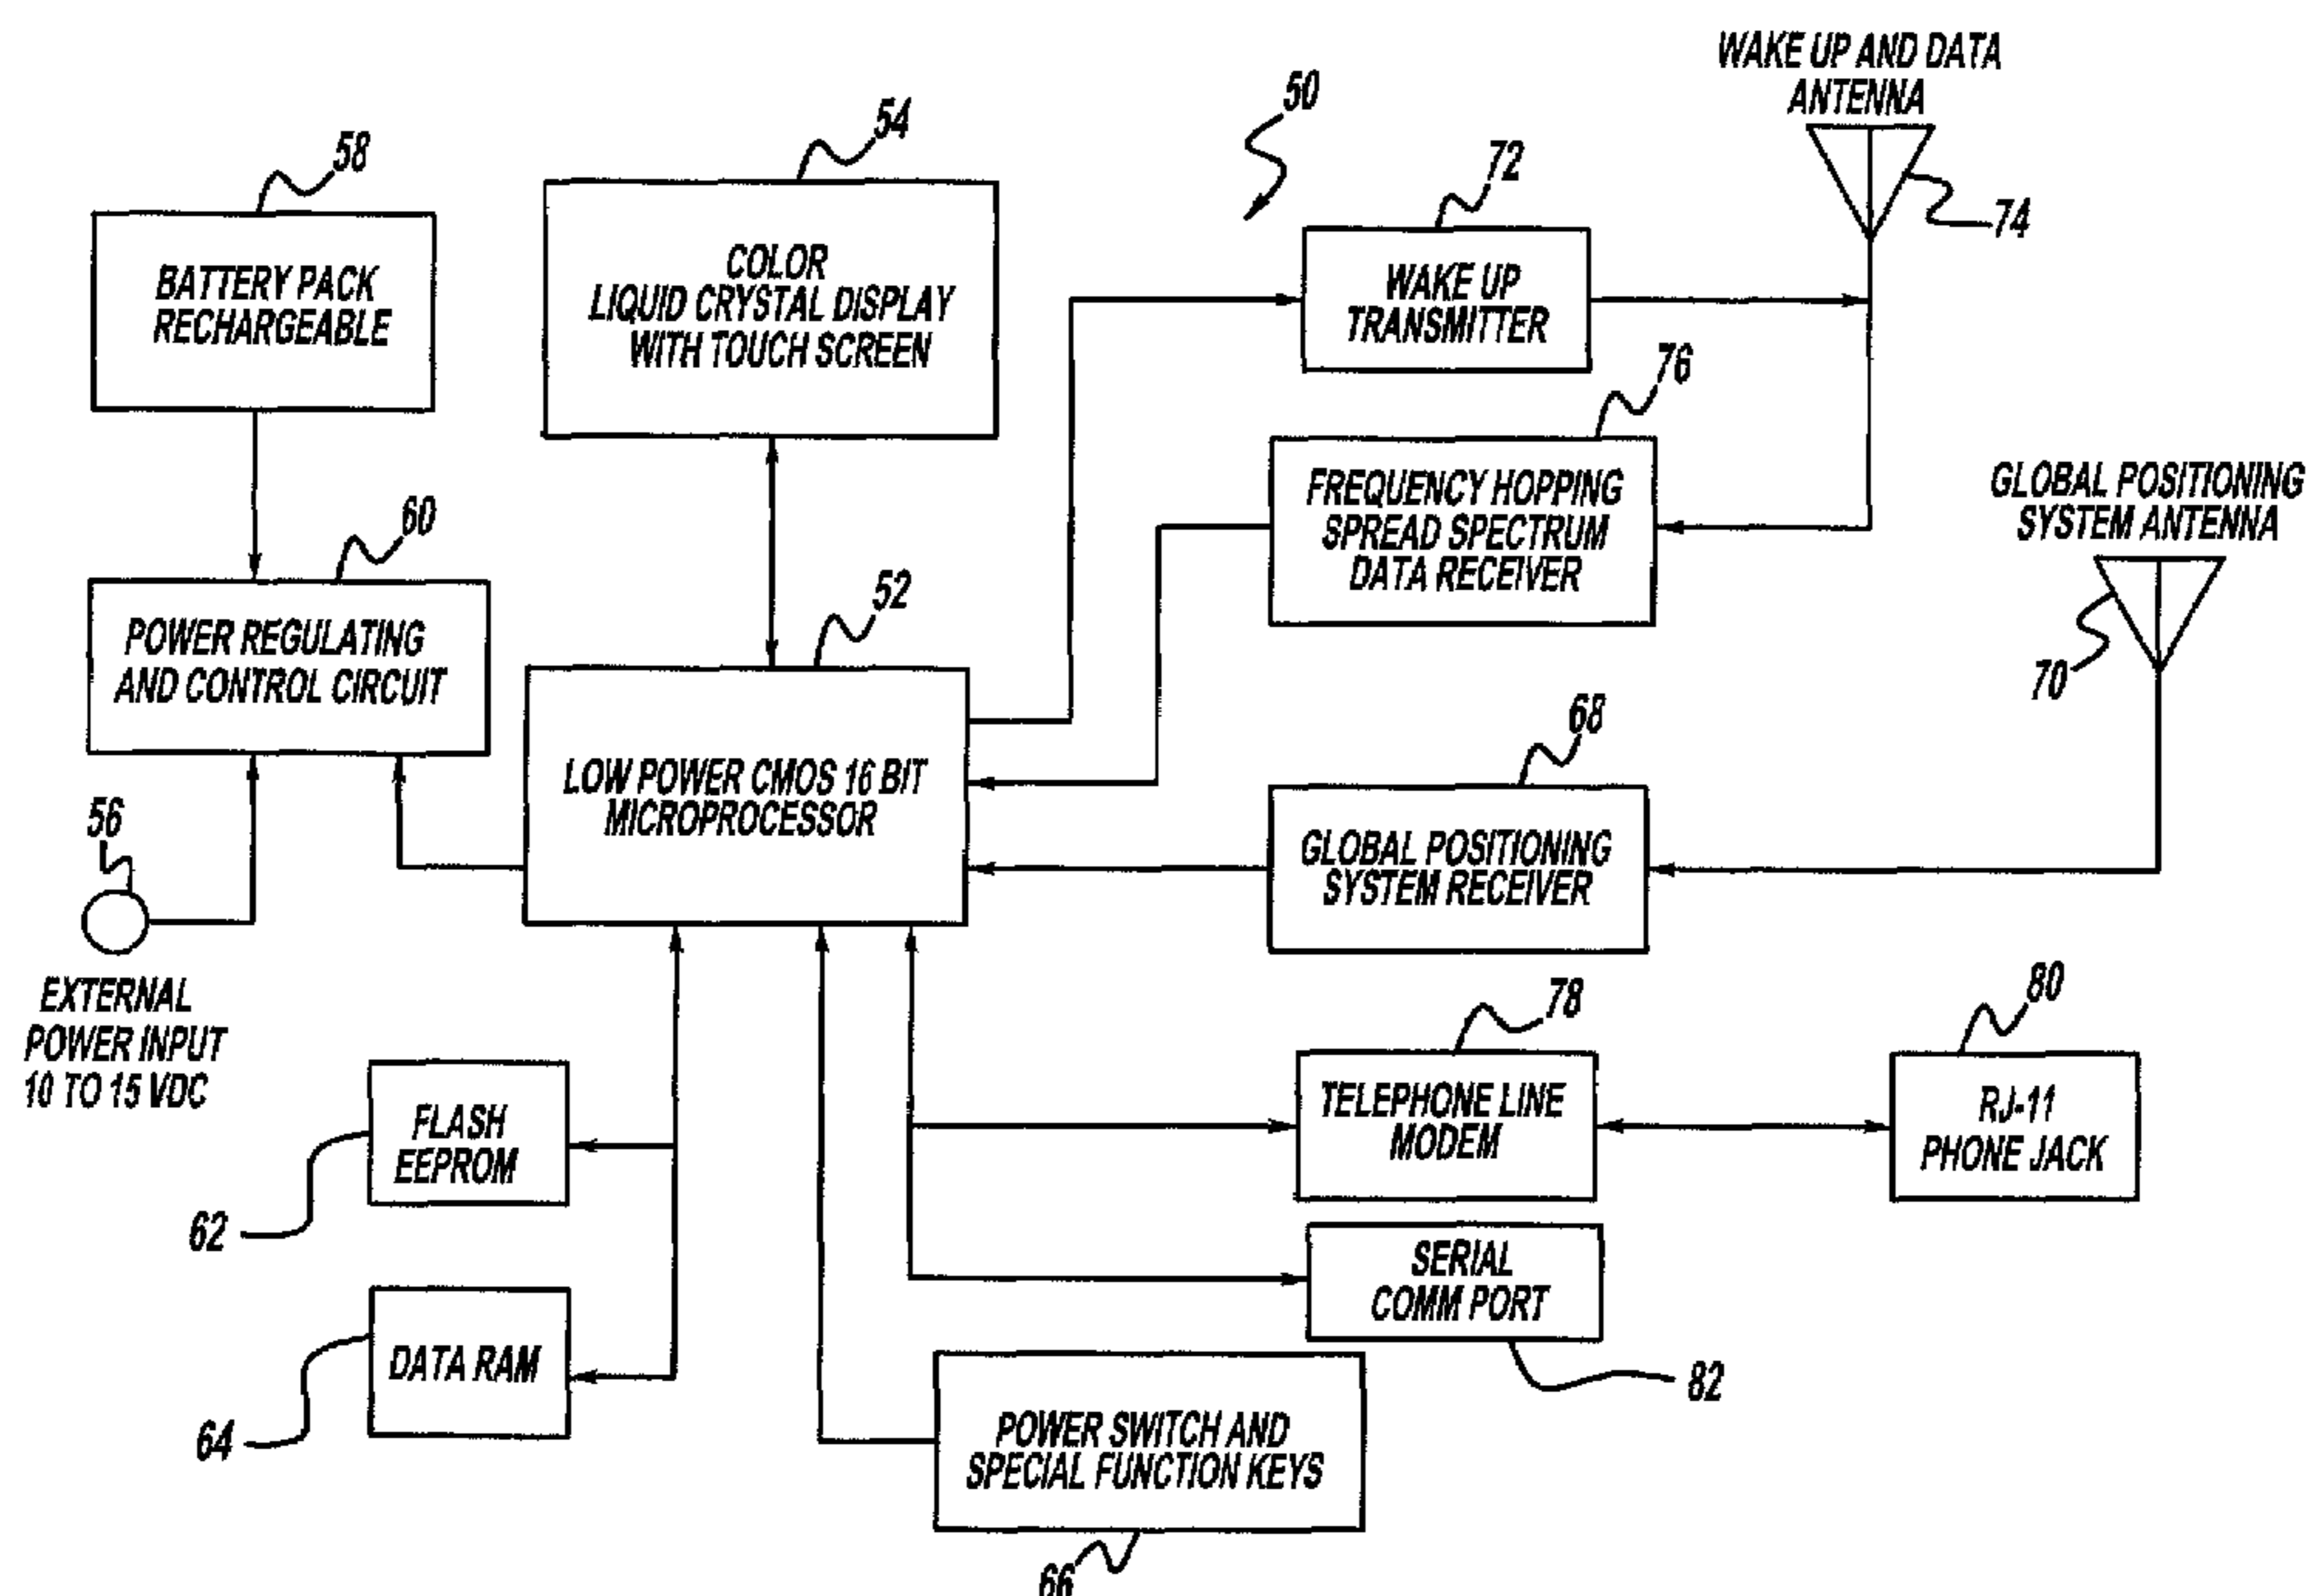 WAKE UP AND DATA
ANTENNA
50
54
58
72
74
BATTERY PACK
RECHARGEABLE
COLOR
LIQUID CRYSTAL DISPLAY
WITH TOUCH SCREEN
WAKE UP
TRANSMITTER
76
FREQUENCY HOPPING
SPREAD SPECTRUM
DATA RECEIVER
GLOBAL POSITIONING
SYSTEM ANTENNA
60
52
70
POWER REGULATING
AND CONTROL CIRCUIT
68
LOW POWER CMOS 16 BIT
MICROPROCESSOR
GLOBAL POSITIONING
SYSTEM RECEIVER
56
EXTERNAL
POWER INPUT
10 TO 15 VDC
78
80
FLASH
EEPROM
TELEPHONE LINE
MODEM
RJ-11
PHONE JACK
62
SERIAL
COMM PORT
DATA RAM
82
64
POWER SWITCH AND
SPECIAL FUNCTION KEYS
66